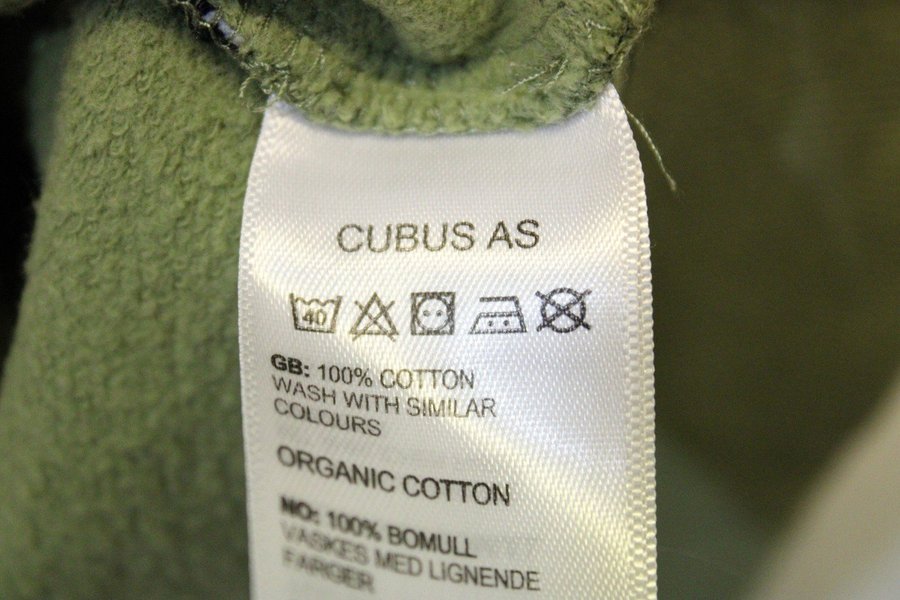 CUBUS AS
40
GB: 100% COTTON
WASH WITH SIMILAR
COLOURS
ORGANIC COTTON
NO: 100% BOMULL
VASKES MED LIGNENDE
FARGER